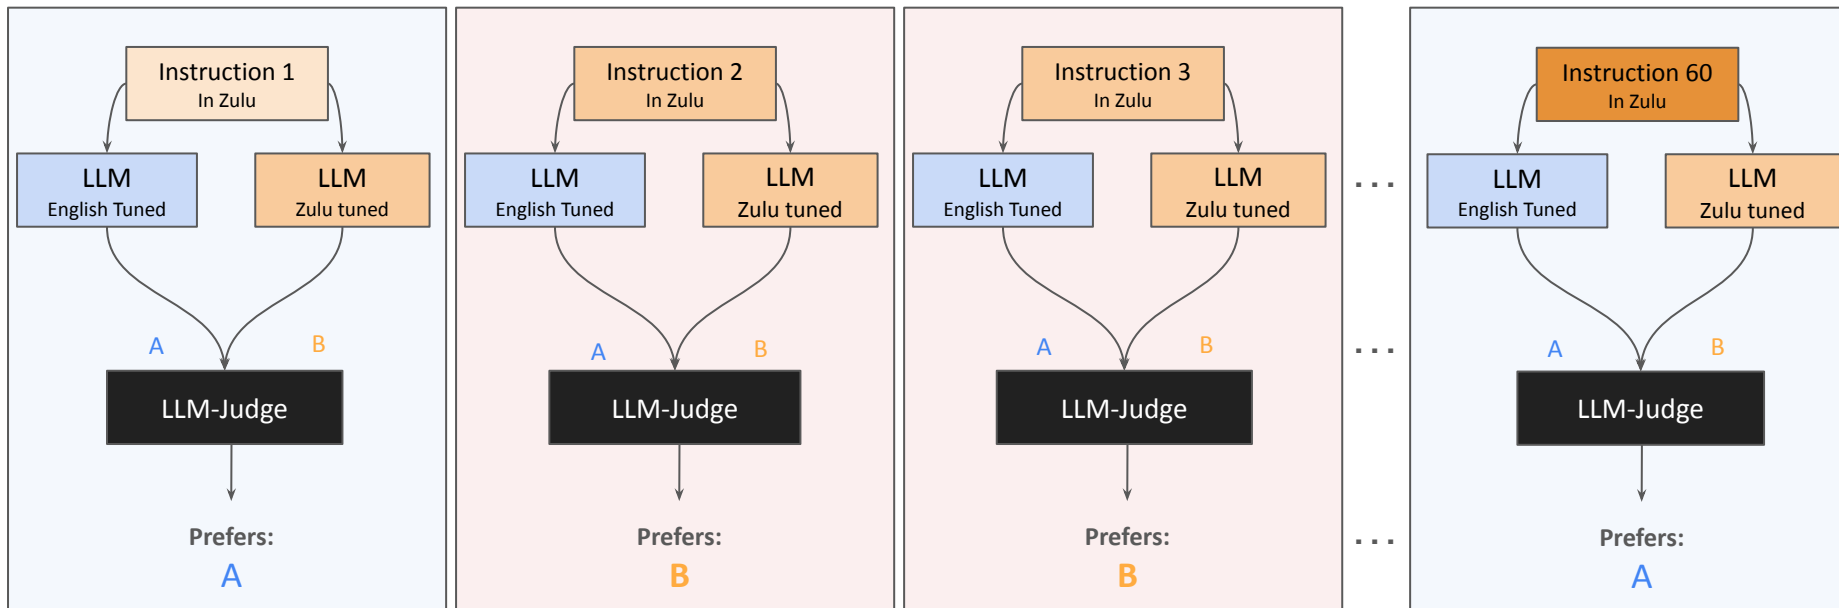 Instruction 1
In Zulu
LLM
English Tuned
LLM
Zulu tuned
A
B
LLM-Judge
Prefers:
A
Instruction 2
In Zulu
LLM
English Tuned
LLM
Zulu tuned
A
B
LLM-Judge
Prefers:
B
Instruction 3
In Zulu
LLM
English Tuned
LLM
Zulu tuned
A
B
LLM-Judge
Prefers:
B
...
...
...
Instruction 60
In Zulu
LLM
English Tuned
LLM
Zulu tuned
A
B
LLM-Judge
Prefers:
A